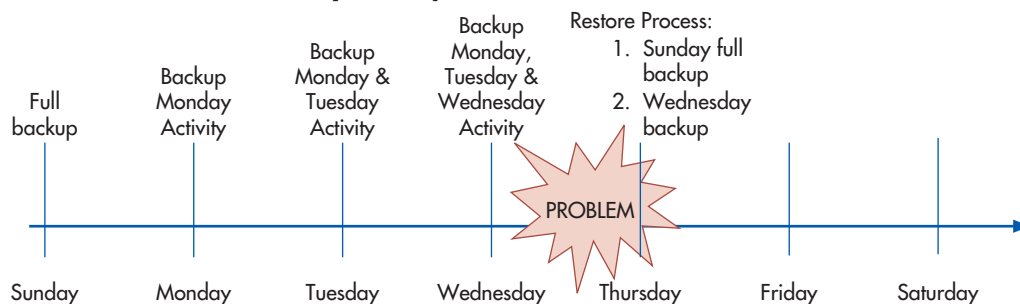 Full
backup
Backup
Monday
Activity
Backup
Monday &
Tuesday
Activity
Backup
Monday,
Tuesday &
Wednesday
Activity
Restore Process:
1. Sunday full
backup
2. Wednesday
backup
PROBLEM
Sunday
Monday
Tuesday
Wednesday
Thursday
Friday
Saturday